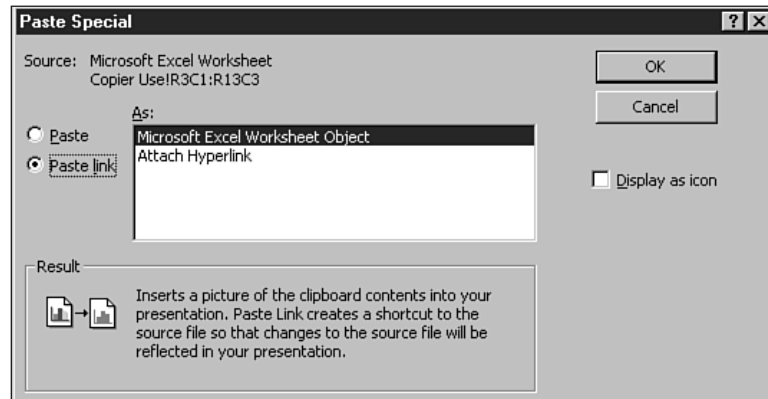 Paste Special
Source: Microsoft Excel Worksheet
Copier Use!R3C1:R13C3
As:
Paste
Paste link
Microsoft Excel Worksheet Object
Attach Hyperlink
OK
Cancel
Display as icon
Result
Inserts a picture of the clipboard contents into your
presentation. Paste Link creates a shortcut to the
source file so that changes to the source file will be
reflected in your presentation.